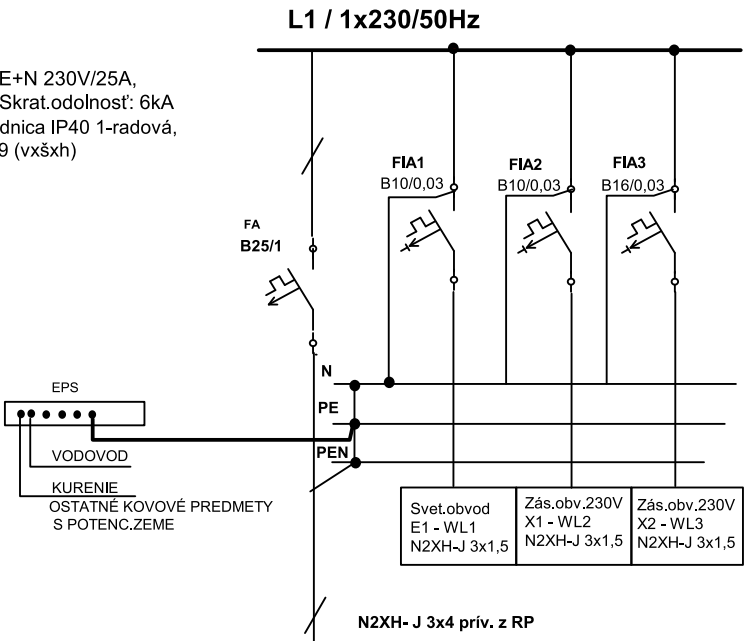 L1 / 1x230/50Hz
E+N 230V/25A,
Skrat.odolnosť: 6kA
dnica IP40 1-radová,
9 (vxšxh)
FIA1
B10/0,03
FIA2
B10/0,03
FIA3
B16/0,03
FA
B25/1
N
PE
PEN
EPS
VODOVOD
KURENIE
OSTATNÉ KOVOVÉ PREDMETY
S POTENC.ZEME
Svet.obvod
E1 - WL1
N2XH-J 3x1,5
Zás.obv.230V
X1 - WL2
N2XH-J 3x1,5
Zás.obv.230V
X2 - WL3
N2XH-J 3x1,5
N2XH- J 3x4 prív. z RP